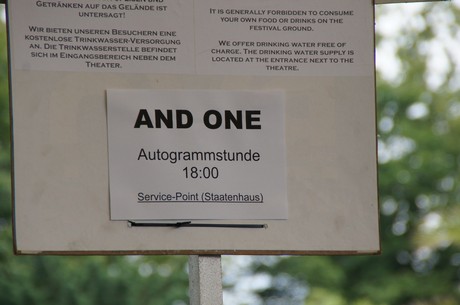 GETRÄNKEN AUF DAS GELÄNDE IST
UNTERSAGT!
WIR BIETEN UNSEREN BESUCHERN EINE
KOSTENLOSE TRINKWASSER-VERSORGUNG
AN. DIE TRINKWASSERSTELLE BEFINDET
SICH IM EINGANGSBEREICH NEBEN DEM
THEATER.
IT IS GENERALLY FORBIDDEN TO CONSUME
YOUR OWN FOOD OR DRINKS ON THE
FESTIVAL GROUND.
WE OFFER DRINKING WATER FREE OF
CHARGE. THE DRINKING WATER SUPPLY IS
LOCATED AT THE ENTRANCE NEXT TO THE
THEATRE.
AND ONE
Autogrammstunde
18:00
Service-Point (Staatenhaus)